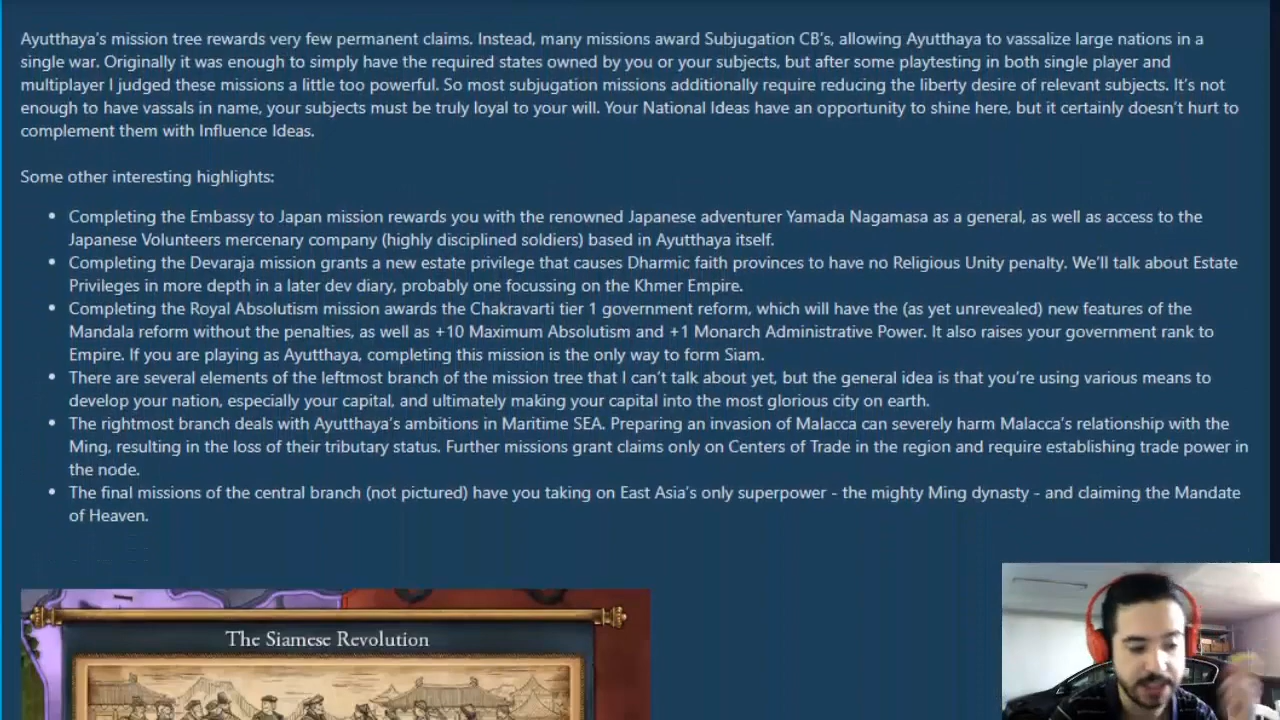 Ayutthaya's mission tree rewards very few permanent claims. Instead, many missions award Subjugation CB's, allowing Ayutthaya to vassalize large nations in a
single war. Originally it was enough to simply have the required states owned by you or your subjects, but after some playtesting in both single player and
multiplayer I judged these missions a little too powerful. So most subjugation missions additionally require reducing the liberty desire of relevant subjects. It's not
enough to have vassals in name, your subjects must be truly loyal to your will. Your National Ideas have an opportunity to shine here, but it certainly doesn't hurt to
complement them with Influence Ideas.
Some other interesting highlights:
• Completing the Embassy to Japan mission rewards you with the renowned Japanese adventurer Yamada Nagamasa as a general, as well as access to the
Japanese Volunteers mercenary company (highly disciplined soldiers) based in Ayutthaya itself.
• Completing the Devaraja mission grants a new estate privilege that causes Dharmic faith provinces to have no Religious Unity penalty. We'll talk about Estate
Privileges in more depth in a later dev diary, probably one focussing on the Khmer Empire.
• Completing the Royal Absolutism mission awards the Chakravarti tier 1 government reform, which will have the (as yet unrevealed) new features of the
Mandala reform without the penalties, as well as +10 Maximum Absolutism and +1 Monarch Administrative Power. It also raises your government rank to
Empire. If you are playing as Ayutthaya, completing this mission is the only way to form Siam.
• There are several elements of the leftmost branch of the mission tree that I can't talk about yet, but the general idea is that you're using various means to
develop your nation, especially your capital, and ultimately making your capital into the most glorious city on earth.
• The rightmost branch deals with Ayutthaya's ambitions in Maritime SEA. Preparing an invasion of Malacca can severely harm Malacca's relationship with the
Ming, resulting in the loss of their tributary status. Further missions grant claims only on Centers of Trade in the region and require establishing trade power in
the node.
• The final missions of the central branch (not pictured) have you taking on East Asia's only superpower - the mighty Ming dynasty - and claiming the Mandate
of Heaven.
The Siamese Revolution